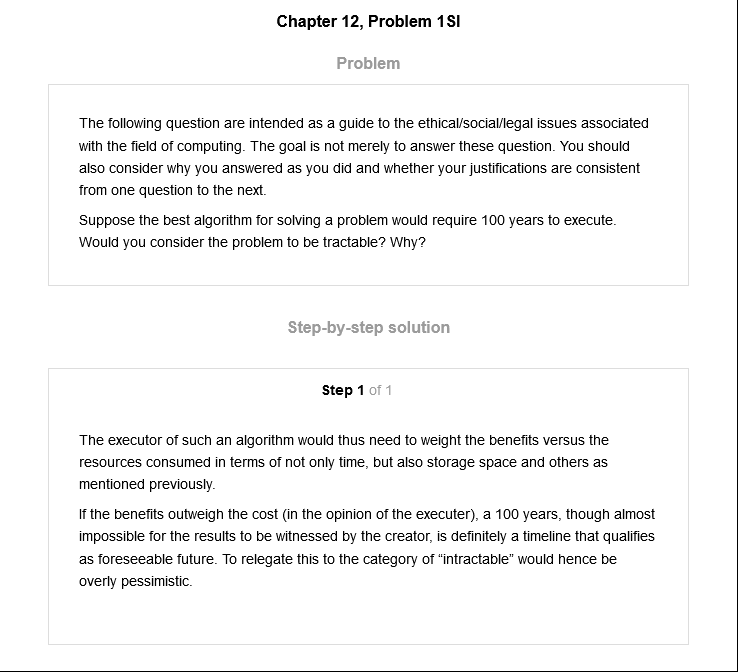 Chapter 12, Problem 1SI
Problem
The following question are intended as a guide to the ethical/social/legal issues associated
with the field of computing. The goal is not merely to answer these question. You should
also consider why you answered as you did and whether your justifications are consistent
from one question to the next.
Suppose the best algorithm for solving a problem would require 100 years to execute.
Would you consider the problem to be tractable? Why?
Step-by-step solution
Step 1 of 1
The executor of such an algorithm would thus need to weight the benefits versus the
resources consumed in terms of not only time, but also storage space and others as
mentioned previously.
If the benefits outweigh the cost (in the opinion of the executer), a 100 years, though almost
impossible for the results to be witnessed by the creator, is definitely a timeline that qualifies
as foreseeable future. To relegate this to the category of “intractable” would hence be
overly pessimistic.